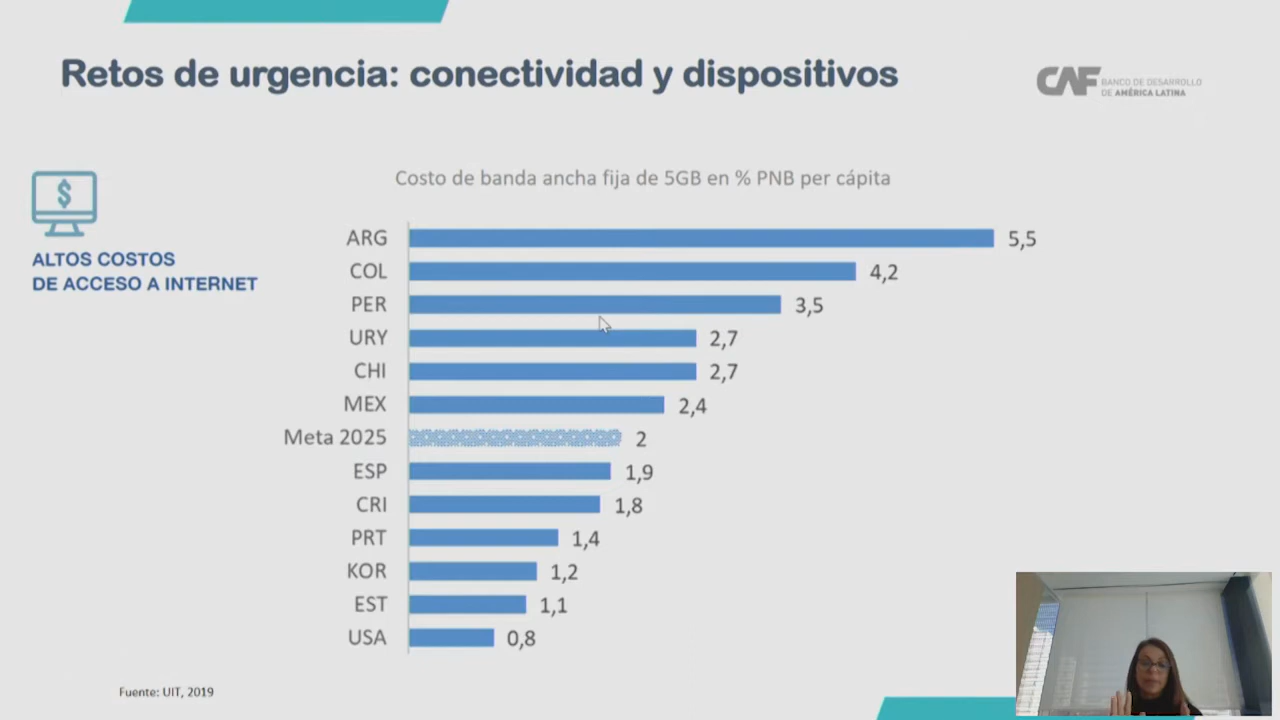 Retos de urgencia: conectividad y dispositivos
CAF BANCO DE DESARROLLO
DE AMÉRICA LATINA
ALTOS COSTOS
DE ACCESO A INTERNET
Costo de banda ancha fija de 5GB en % PNB per cápita
ARG 5,5
COL 4,2
PER 3,5
URY 2,7
CHI 2,7
MEX 2,4
Meta 2025 2
ESP 1,9
CRI 1,8
PRT 1,4
KOR 1,2
EST 1,1
USA 0,8
Fuente: UIT, 2019